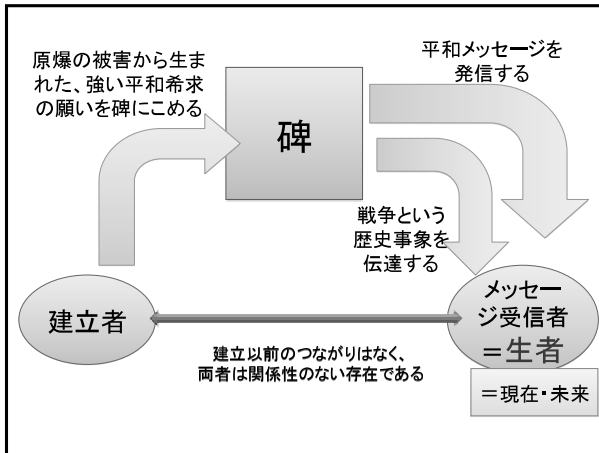 原爆の被害から生ま
れた、強い平和希求
の願いを碑にこめる
碑
平和メッセージを
発信する
戦争という
歴史事象を
伝達する
建立者
メッセー
ジ受信者
＝生者
＝現在・未来
建立以前のつながりはなく、
両者は関係性のない存在である